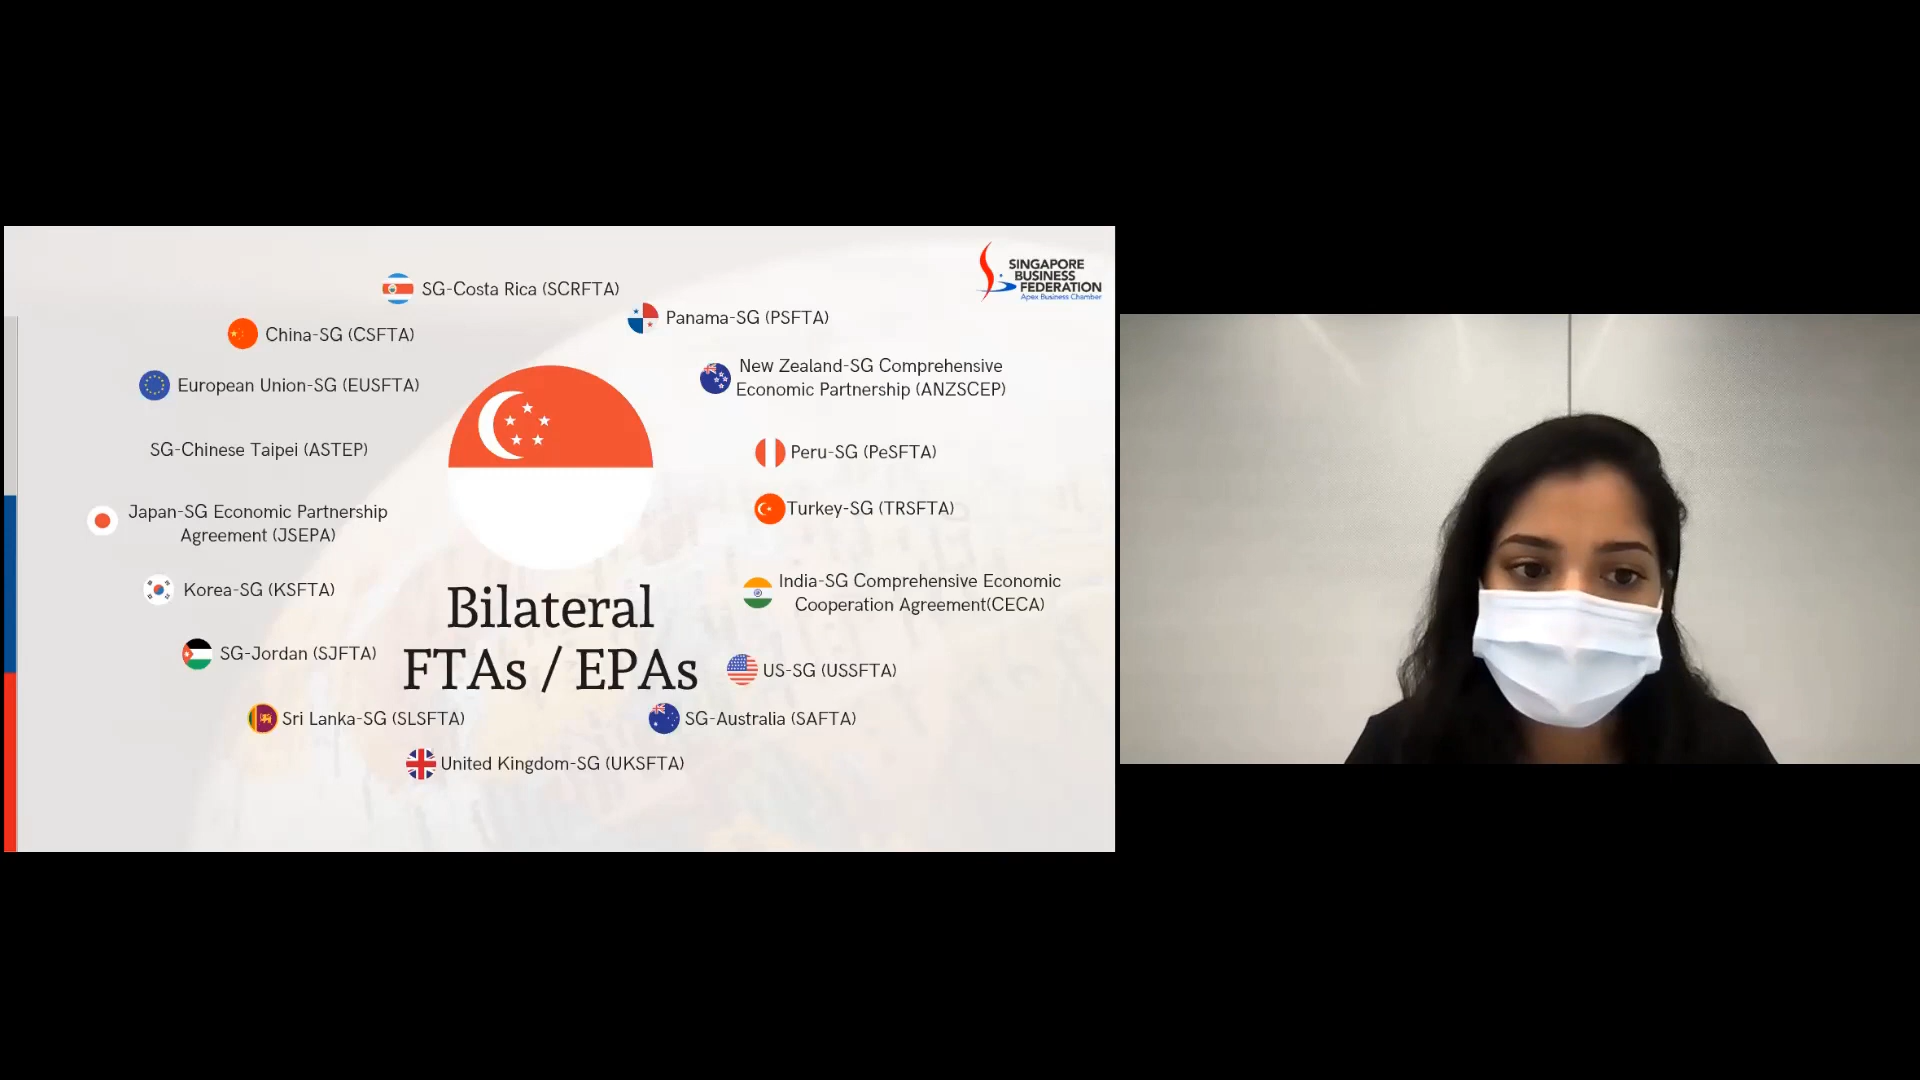 SINGAPORE
BUSINESS
FEDERATION
Apex Business Chamber
SG-Costa Rica (SCRFTA)
Panama-SG (PSFTA)
China-SG (CSFTA)
New Zealand-SG Comprehensive
Economic Partnership (ANZSCEP)
European Union-SG (EUSFTA)
SG-Chinese Taipei (ASTEP)
Peru-SG (PeSFTA)
Turkey-SG (TRSFTA)
Japan-SG Economic Partnership
Agreement (JSEPA)
India-SG Comprehensive Economic
Cooperation Agreement(CECA)
Korea-SG (KSFTA)
Bilateral
FTAs / EPAs
SG-Jordan (SJFTA)
US-SG (USSFTA)
Sri Lanka-SG (SLSFTA)
SG-Australia (SAFTA)
United Kingdom-SG (UKSFTA)